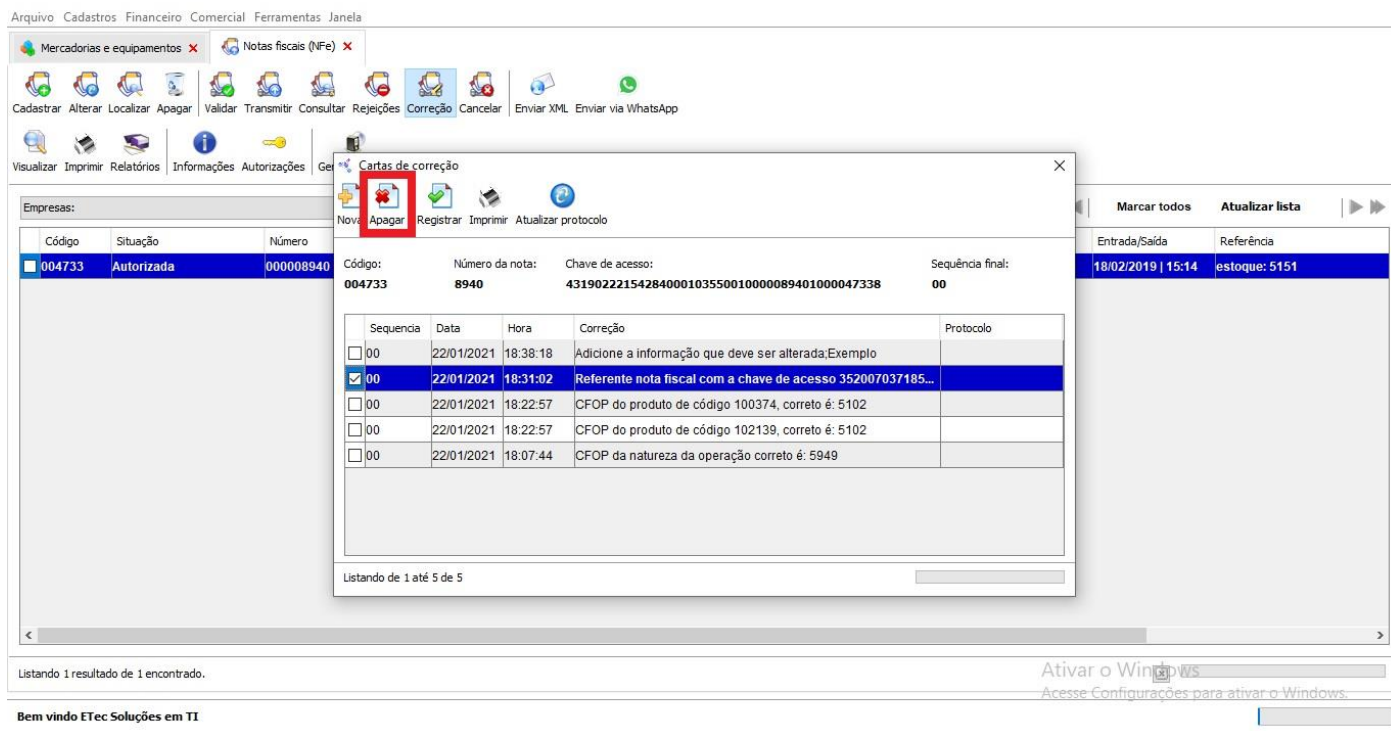 Arquivo Cadastros Financeiro Comercial Ferramentas Janela
Mercadorias e equipamentos Notas fiscais (NFe)
Cadastrar Alterar Localizar Apagar Validar Transmitir Consultar Rejeições Correção Cancelar Enviar XML Enviar via WhatsApp
Visualizar Imprimir Relatórios Informações Autorizações Ger
Cartas de correção
Nova Apagar Registrar Imprimir Atualizar protocolo
Empresas: Marcar todos Atualizar lista
Código Situação Número Entrada/Saída Referência
004733 Autorizada 000008940 18/02/2019 | 15:14 estoque: 5151
Código: Número da nota: Chave de acesso: Sequência final:
004733 8940 43190222154284000103550010000089401000047338 00
Sequencia Data Hora Correção Protocolo
00 22/01/2021 18:38:18 Adicione a informação que deve ser alterada;Exemplo
00 22/01/2021 18:31:02 Referente nota fiscal com a chave de acesso 352007037185...
00 22/01/2021 18:22:57 CFOP do produto de código 100374, correto é: 5102
00 22/01/2021 18:22:57 CFOP do produto de código 102139, correto é: 5102
00 22/01/2021 18:07:44 CFOP da natureza da operação correto é: 5949
Listando de 1 até 5 de 5
Listando 1 resultado de 1 encontrado.
Ativar o Windows
Acesse Configurações para ativar o Windows.
Bem vindo ETec Soluções em TI